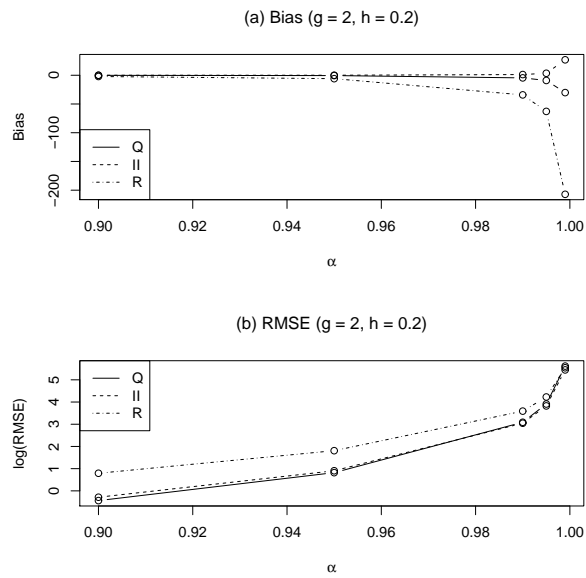 (a) Bias (g = 2, h = 0.2)
Bias
0
−100
−200
Q
II
R
0.90 0.92 0.94 0.96 0.98 1.00
α
(b) RMSE (g = 2, h = 0.2)
log(RMSE)
5
4
3
2
1
0
Q
II
R
0.90 0.92 0.94 0.96 0.98 1.00
α